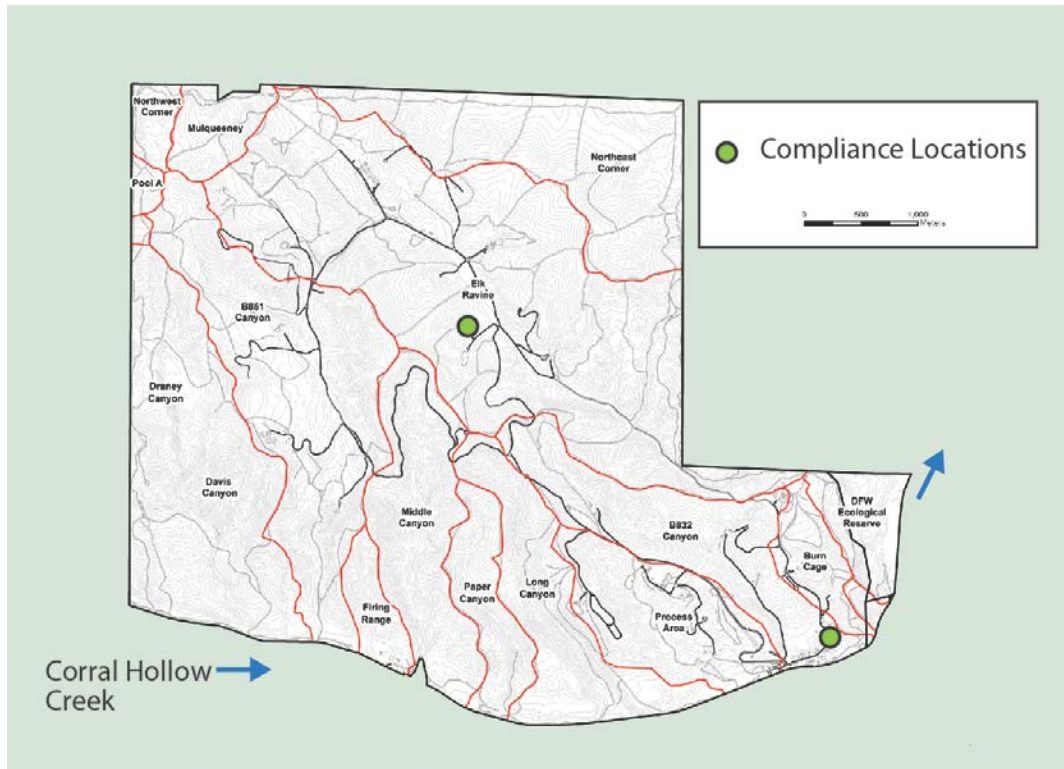 Northwest
Corner
Mulqueeney
Pool A
Northeast
Corner
Compliance Locations
0 500 1,000
Meters
Elk
Ravine
B851
Canyon
Draney
Canyon
Davis
Canyon
Middle
Canyon
Firing
Range
Paper
Canyon
Long
Canyon
B832
Canyon
Process
Area
Burn
Cage
DFW
Ecological
Reserve
Corral Hollow
Creek